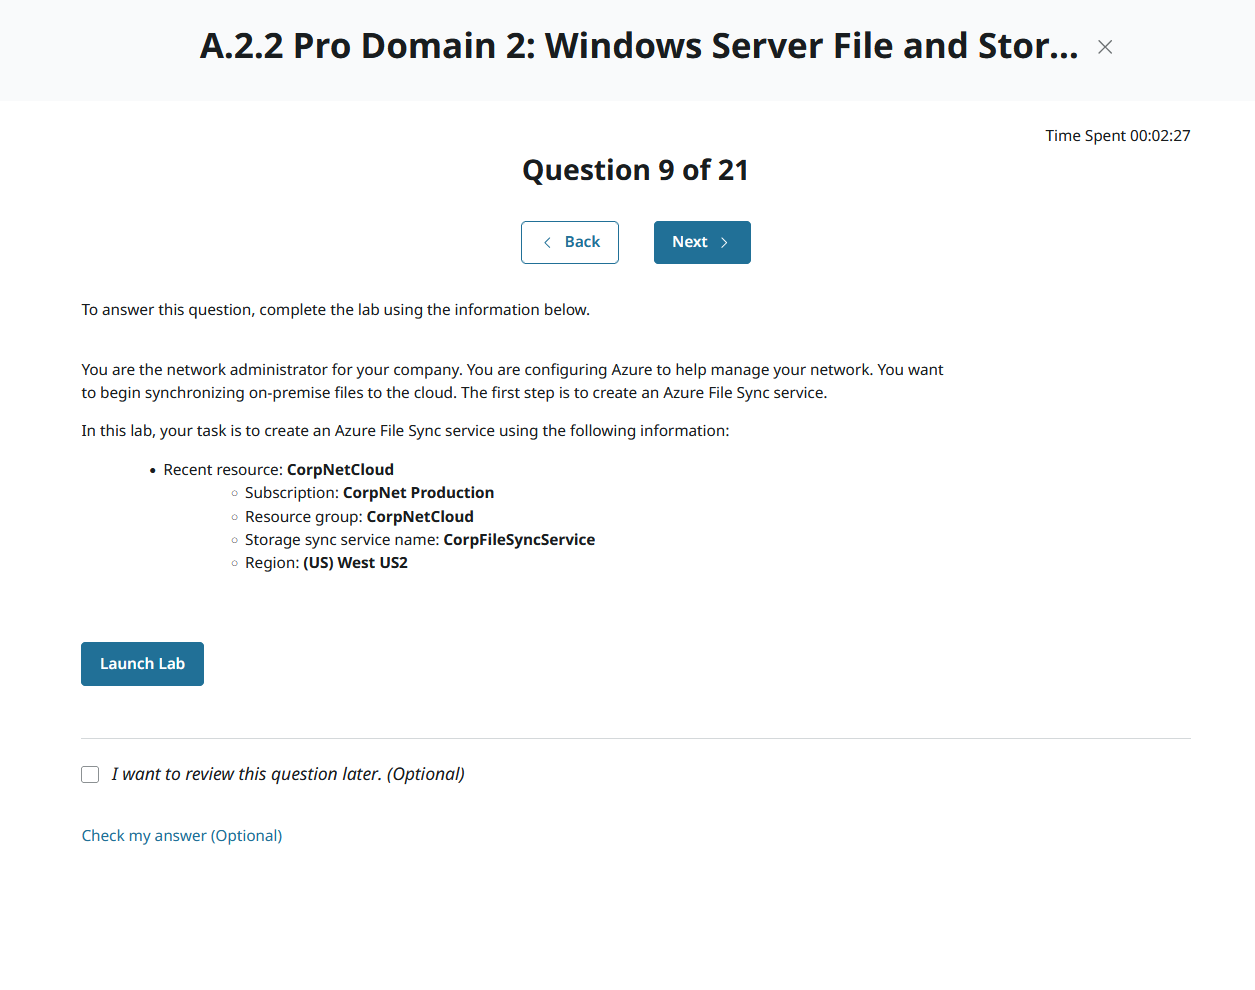 A.2.2 Pro Domain 2: Windows Server File and Stor...
Time Spent 00:02:27
Question 9 of 21
Back
Next
To answer this question, complete the lab using the information below.
You are the network administrator for your company. You are configuring Azure to help manage your network. You want
to begin synchronizing on-premise files to the cloud. The first step is to create an Azure File Sync service.
In this lab, your task is to create an Azure File Sync service using the following information:
• Recent resource: CorpNetCloud
○ Subscription: CorpNet Production
○ Resource group: CorpNetCloud
○ Storage sync service name: CorpFileSyncService
○ Region: (US) West US2
Launch Lab
I want to review this question later. (Optional)
Check my answer (Optional)